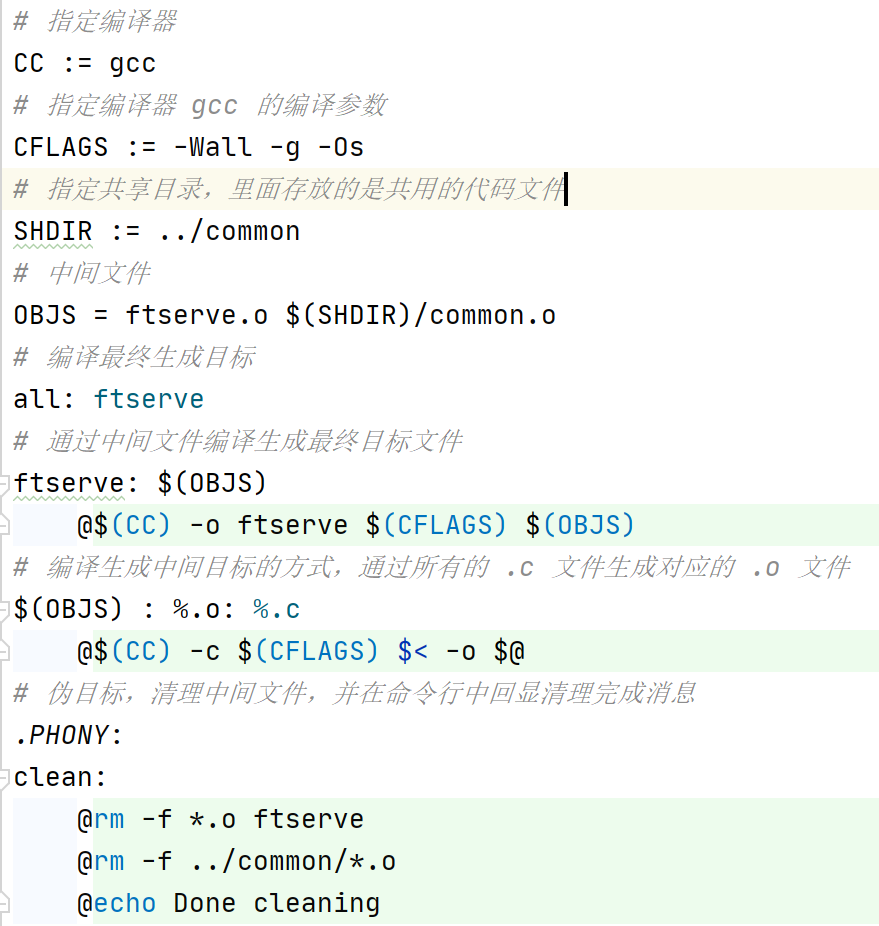 # 指定编译器
CC := gcc
# 指定编译器 gcc 的编译参数
CFLAGS := -Wall -g -Os
# 指定共享目录，里面存放的是共用的代码文件
SHDIR := ../common
# 中间文件
OBJS = ftserve.o $(SHDIR)/common.o
# 编译最终生成目标
all: ftserve
# 通过中间文件编译生成最终目标文件
ftserve: $(OBJS)
    @$(CC) -o ftserve $(CFLAGS) $(OBJS)
# 编译生成中间目标的方式，通过所有的 .c 文件生成对应的 .o 文件
$(OBJS) : %.o: %.c
    @$(CC) -c $(CFLAGS) $< -o $@
# 伪目标，清理中间文件，并在命令行中回显清理完成消息
.PHONY:
clean:
    @rm -f *.o ftserve
    @rm -f ../common/*.o
    @echo Done cleaning